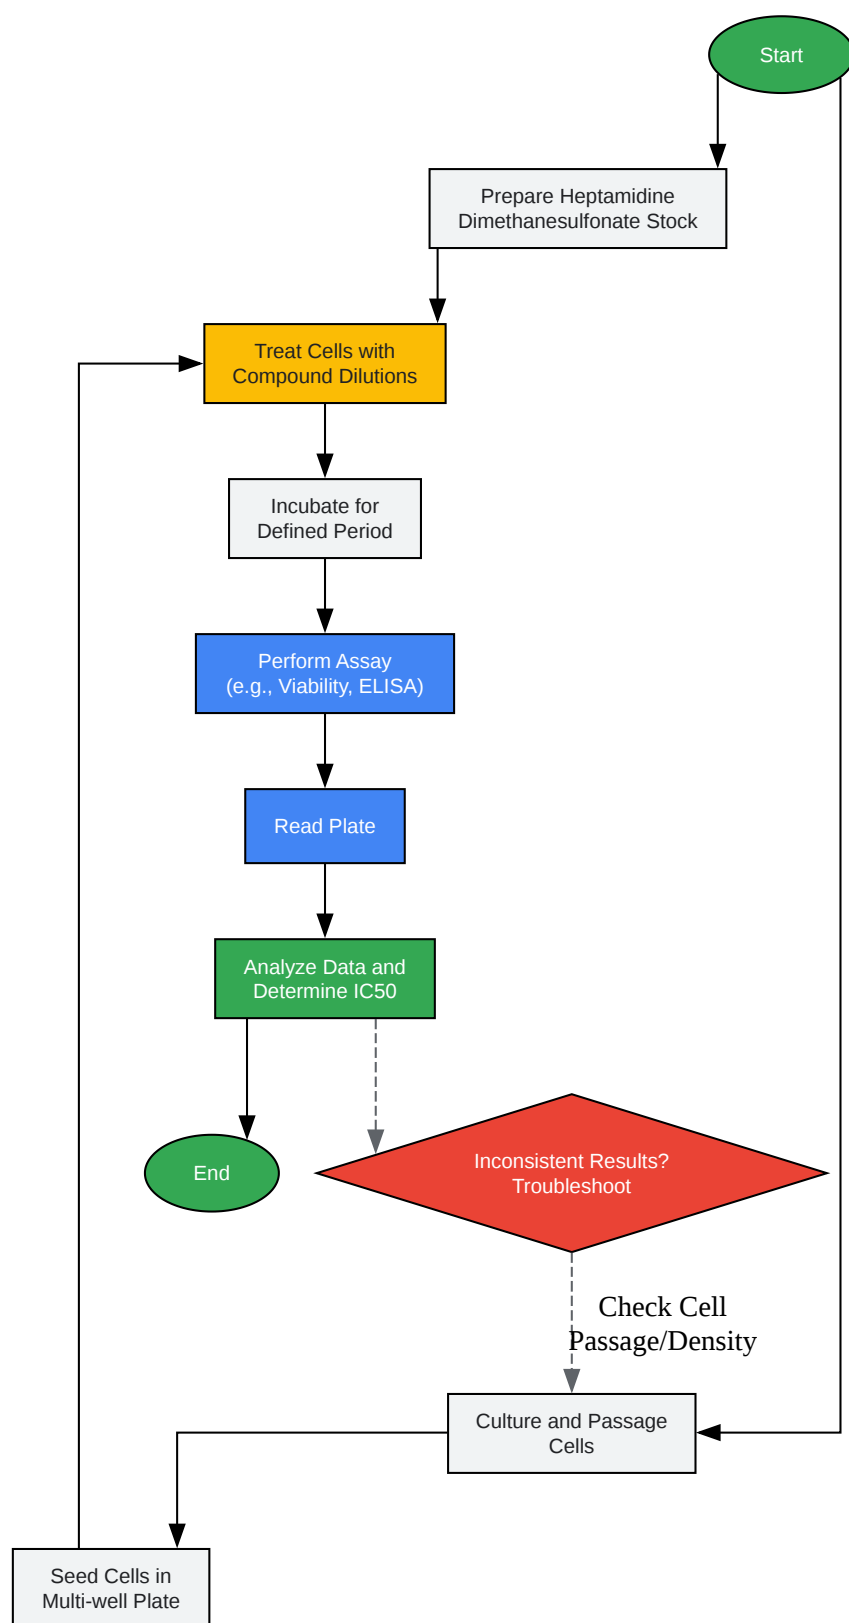 Start
Prepare Heptamidine
Dimethanesulfonate Stock
Treat Cells with
Compound Dilutions
Incubate for
Defined Period
Perform Assay
(e.g., Viability, ELISA)
Read Plate
Analyze Data and
Determine IC50
End
Inconsistent Results?
Troubleshoot
Check Cell
Passage/Density
Culture and Passage
Cells
Seed Cells in
Multi-well Plate